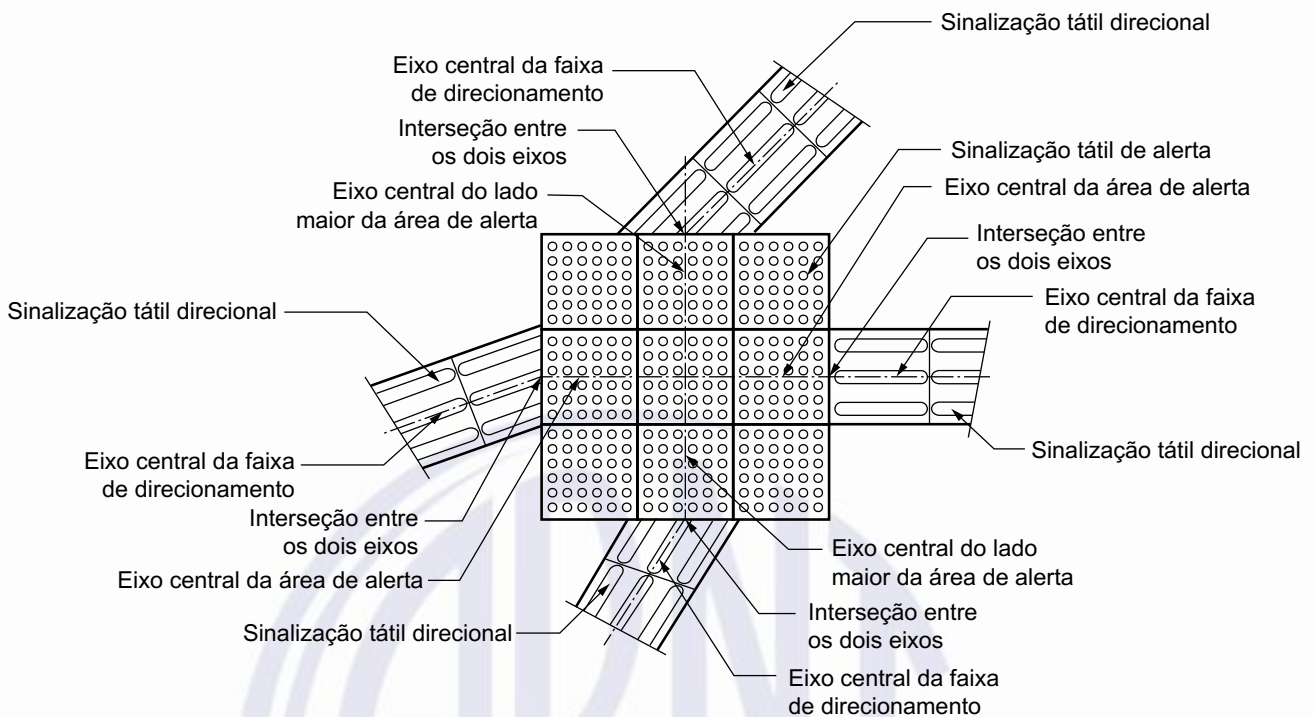 Sinalização tátil direcional
Eixo central da faixa
de direcionamento
Interseção entre
os dois eixos
Eixo central do lado
maior da área de alerta
Sinalização tátil de alerta
Eixo central da área de alerta
Interseção entre
os dois eixos
Eixo central da faixa
de direcionamento
Sinalização tátil direcional
Sinalização tátil direcional
Eixo central da faixa
de direcionamento
Interseção entre
os dois eixos
Eixo central da área de alerta
Sinalização tátil direcional
Eixo central do lado
maior da área de alerta
Interseção entre
os dois eixos
Eixo central da faixa
de direcionamento